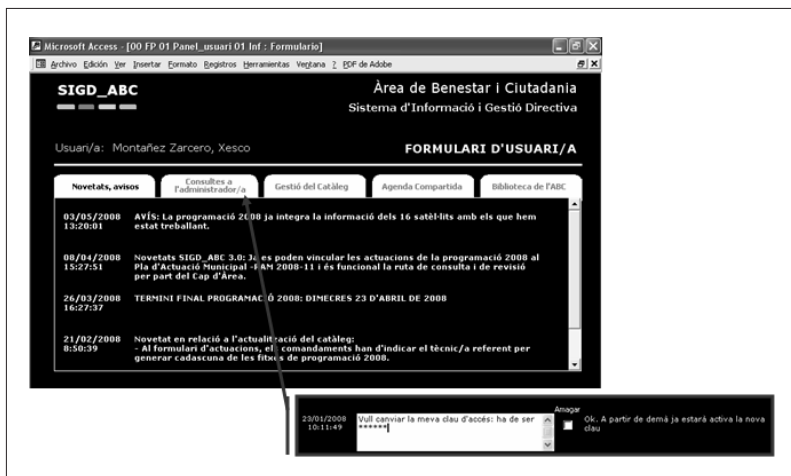 Microsoft Access - [00 FP 01 Panel_usuari 01 Inf : Formulario]
Archivo Edición Ver Insertar Formato Registros Herramientas Ventana ? PDF de Adobe
SIGD_ABC
Àrea de Benestar i Ciutadania
Sistema d'Informació i Gestió Directiva
Usuari/a: Montañez Zarcero, Xesco
FORMULARI D'USUARI/A
Novetats, avisos
Consultes a
l'administrador/a
Gestió del Catàleg
Agenda Compartida
Biblioteca de l'ABC
03/05/2008 AVÍS: La programació 2008 ja integra la informació dels 16 satèl·lits amb els que hem
13:20:01 estat treballant.
08/04/2008 Novetats SIGD_ABC 3.0: Ja es poden vincular les actuacions de la programació 2008 al
15:27:51 Pla d'Actuació Municipal -PAM 2008-11 i és funcional la ruta de consulta i de revisió
per part del Cap d'Àrea.
26/03/2008 TERMINI FINAL PROGRAMACIÓ 2008: DIMECRES 23 D'ABRIL DE 2008
16:27:37
21/02/2008 Novetat en relació a l'actualització del catàleg:
8:50:39 - Al formulari d'actuacions, els comandaments han d'indicar el tècnic/a referent per
generar cadascuna de les fitxes de programació 2008.
Amagar
23/01/2008 Vull canviar la meva clau d'accés: ha de ser
10:11:49 ******
Ok. A partir de demà ja estará activa la nova
clau